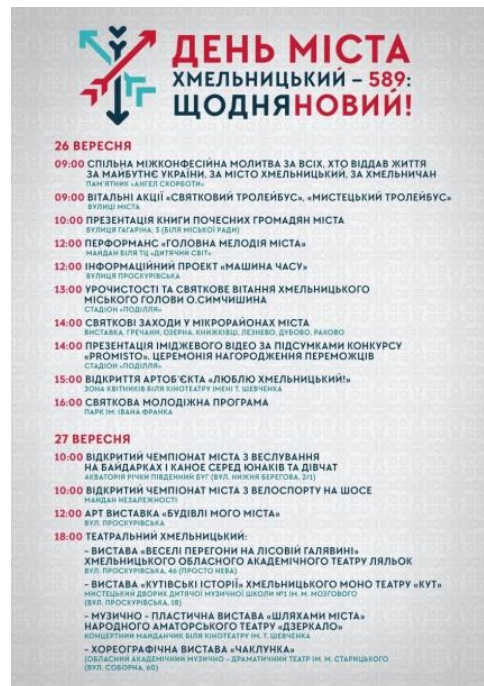 ДЕНЬ МІСТА
ХМЕЛЬНИЦЬКИЙ – 589:
ЩОДНЯНОВИЙ!
26 ВЕРЕСНЯ
09:00 СПІЛЬНА МІЖКОНФЕСІЙНА МОЛИТВА ЗА ВСІХ, ХТО ВІДДАВ ЖИТТЯ
ЗА МАЙБУТНЄ УКРАЇНИ, ЗА МІСТО ХМЕЛЬНИЦЬКИЙ, ЗА ХМЕЛЬНИЧАН
ПАМ'ЯТНИК «АНГЕЛ СКОРБОТИ»
09:00 ВІТАЛЬНІ АКЦІЇ «СВЯТКОВИЙ ТРОЛЕЙБУС», «МИСТЕЦЬКИЙ ТРОЛЕЙБУС»
ВУЛИЦІ МІСТА
10:00 ПРЕЗЕНТАЦІЯ КНИГИ ПОЧЕСНИХ ГРОМАДЯН МІСТА
ВУЛИЦЯ ГАГАРІНА, 3 (БІЛЯ МІСЬКОЇ РАДИ)
12:00 ПЕРФОРМАНС «ГОЛОВНА МЕЛОДІЯ МІСТА»
МАЙДАН БІЛЯ ТЦ «ДИТЯЧИЙ СВІТ»
12:00 ІНФОРМАЦІЙНИЙ ПРОЕКТ «МАШИНА ЧАСУ»
ВУЛИЦЯ ПРОСКУРІВСЬКА
13:00 УРОЧИСТОСТІ ТА СВЯТКОВЕ ВІТАННЯ ХМЕЛЬНИЦЬКОГО
МІСЬКОГО ГОЛОВИ О.СИМЧИШИНА
СТАДІОН «ПОДІЛЛЯ»
14:00 СВЯТКОВІ ЗАХОДИ У МІКРОРАЙОНАХ МІСТА
ВИСТАВКА, ГРЕЧАНИ, ОЗЕРНА, КНИЖКІВЦІ, ЛЕЗНЕВО, ДУБОВО, РАКОВО
14:00 ПРЕЗЕНТАЦІЯ ІМІДЖЕВОГО ВІДЕО ЗА ПІДСУМКАМИ КОНКУРСУ
«PROMISTO». ЦЕРЕМОНІЯ НАГОРОДЖЕННЯ ПЕРЕМОЖЦІВ
СТАДІОН «ПОДІЛЛЯ»
15:00 ВІДКРИТТЯ АРТОБ'ЄКТА «ЛЮБЛЮ ХМЕЛЬНИЦЬКИЙ!»
ЗОНА КВІТНИКІВ БІЛЯ КІНОТЕАТРУ ІМЕНІ Т. ШЕВЧЕНКА
16:00 СВЯТКОВА МОЛОДІЖНА ПРОГРАМА
ПАРК ІМ. ІВАНА ФРАНКА
27 ВЕРЕСНЯ
10:00 ВІДКРИТИЙ ЧЕМПІОНАТ МІСТА З ВЕСЛУВАННЯ
НА БАЙДАРКАХ І КАНОЕ СЕРЕД ЮНАКІВ ТА ДІВЧАТ
АКВАТОРІЯ РІЧКИ ПІВДЕННИЙ БУГ (ВУЛ. НИЖНЯ БЕРЕГОВА, 2/1)
10:00 ВІДКРИТИЙ ЧЕМПІОНАТ МІСТА З ВЕЛОСПОРТУ НА ШОСЕ
МАЙДАН НЕЗАЛЕЖНОСТІ
12:00 АРТ ВИСТАВКА «БУДІВЛІ МОГО МІСТА»
ВУЛ. ПРОСКУРІВСЬКА
18:00 ТЕАТРАЛЬНИЙ ХМЕЛЬНИЦЬКИЙ:
– ВИСТАВА «ВЕСЕЛІ ПЕРЕГОНИ НА ЛІСОВІЙ ГАЛЯВИНІ»
ХМЕЛЬНИЦЬКОГО ОБЛАСНОГО АКАДЕМІЧНОГО ТЕАТРУ ЛЯЛЬОК
ВУЛ. ПРОСКУРІВСЬКА, 46 (ПРОСТО НЕБА)
– ВИСТАВА «КУТІВСЬКІ ІСТОРІЇ» ХМЕЛЬНИЦЬКОГО МОНО ТЕАТРУ «КУТ»
МИСТЕЦЬКИЙ ДВОРИК ДИТЯЧОЇ МУЗИЧНОЇ ШКОЛИ №1 ІМ. М. МОЗГОВОГО
(ВУЛ. ПРОСКУРІВСЬКА, 18)
– МУЗИЧНО - ПЛАСТИЧНА ВИСТАВА «ШЛЯХАМИ МІСТА»
НАРОДНОГО АМАТОРСЬКОГО ТЕАТРУ «ДЗЕРКАЛО»
КОНЦЕРТНИЙ МАЙДАНЧИК БІЛЯ КІНОТЕАТРУ ІМ. Т. ШЕВЧЕНКА
– ХОРЕОГРАФІЧНА ВИСТАВА «ЧАКЛУНКА»
(ОБЛАСНИЙ АКАДЕМІЧНИЙ МУЗИЧНО – ДРАМАТИЧНИЙ ТЕАТР ІМ. М. СТАРИЦЬКОГО
(ВУЛ. СОБОРНА, 60)